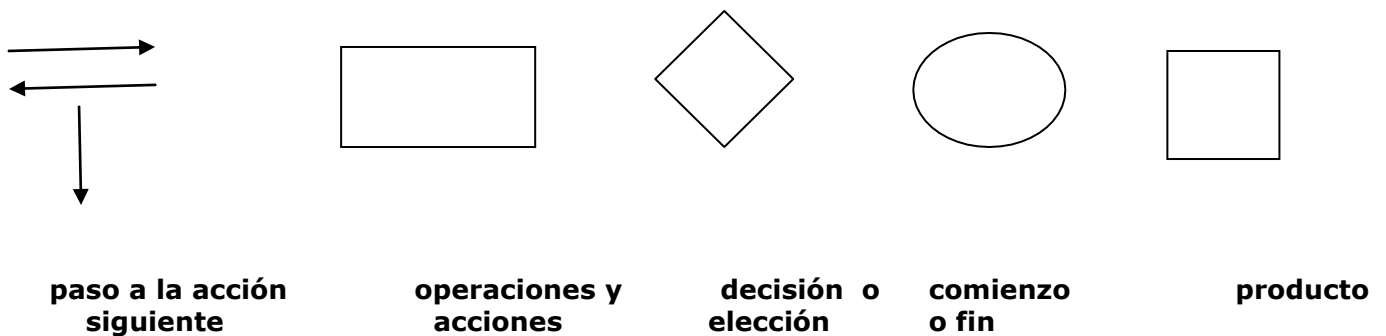 paso a la acción operaciones y decisión o comienzo producto
siguiente acciones elección o fin